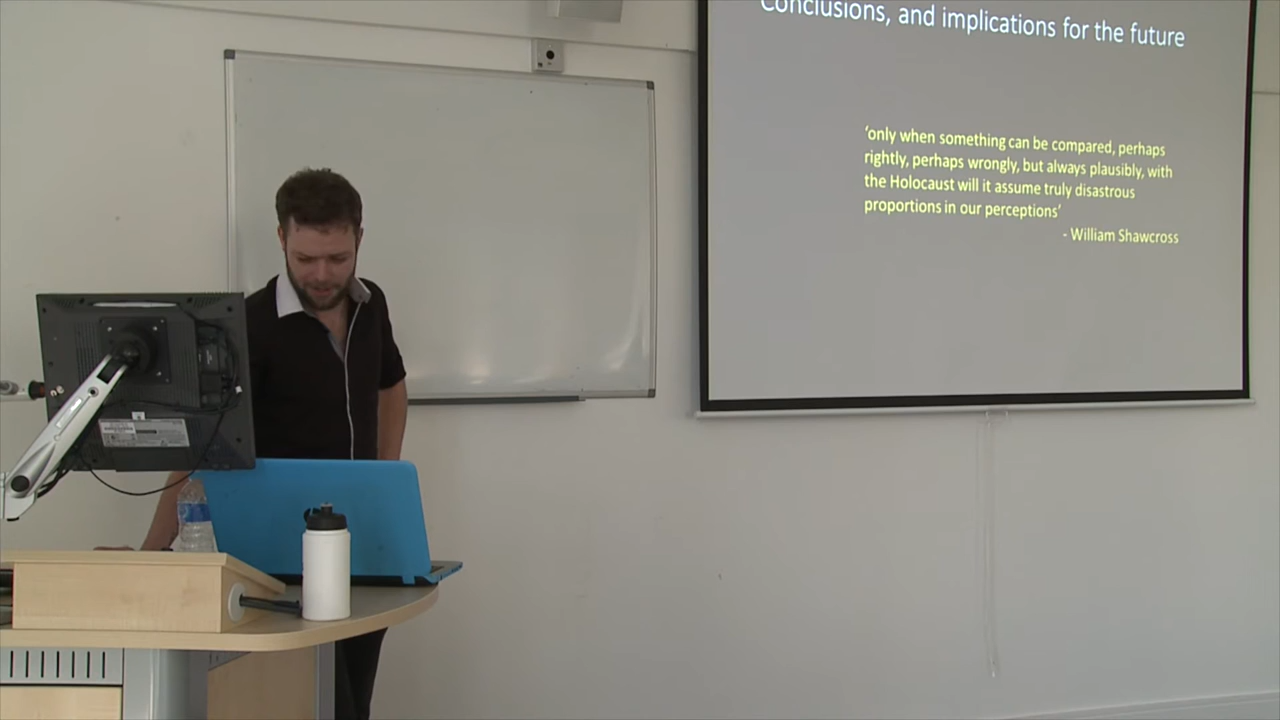 Conclusions, and implications for the future
‘only when something can be compared, perhaps
rightly, perhaps wrongly, but always plausibly, with
the Holocaust will it assume truly disastrous
proportions in our perceptions’
- William Shawcross